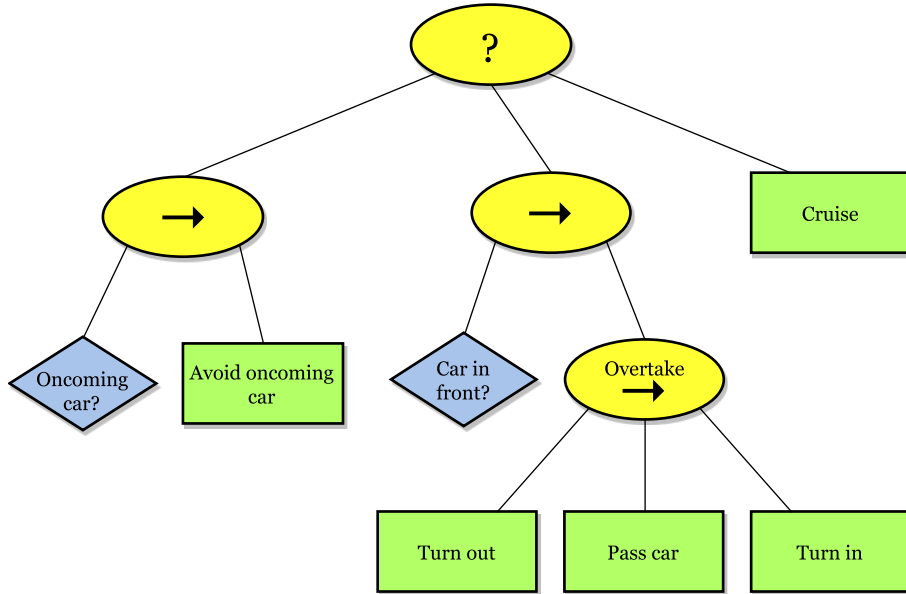 ?
→
→
Cruise
Oncoming
car?
Avoid oncoming
car
Car in
front?
Overtake
→
Turn out
Pass car
Turn in